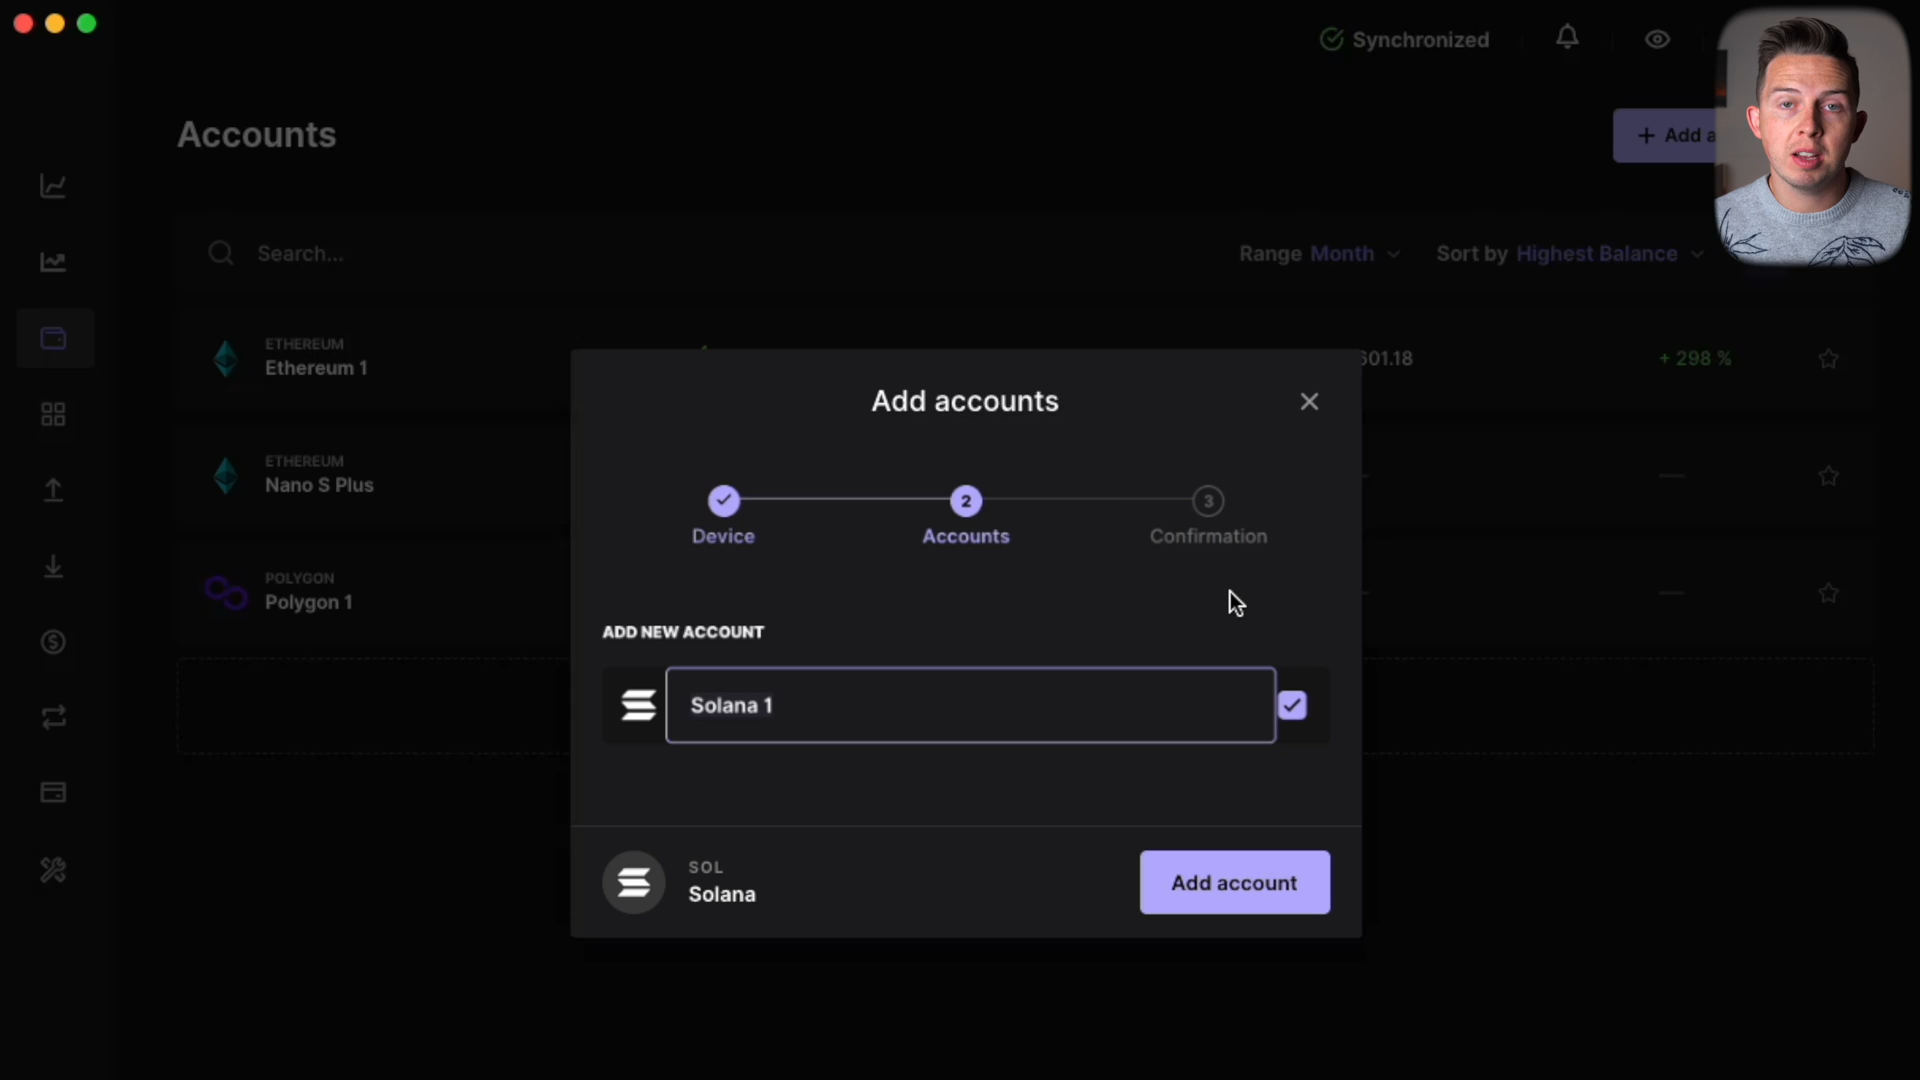 Synchronized
Accounts
+ Add a
Search...
Range Month
Sort by Highest Balance
ETHEREUM
Ethereum 1
601.18
+ 298 %
ETHEREUM
Nano S Plus
POLYGON
Polygon 1
Add accounts
2
3
Device
Accounts
Confirmation
ADD NEW ACCOUNT
Solana 1
SOL
Solana
Add account